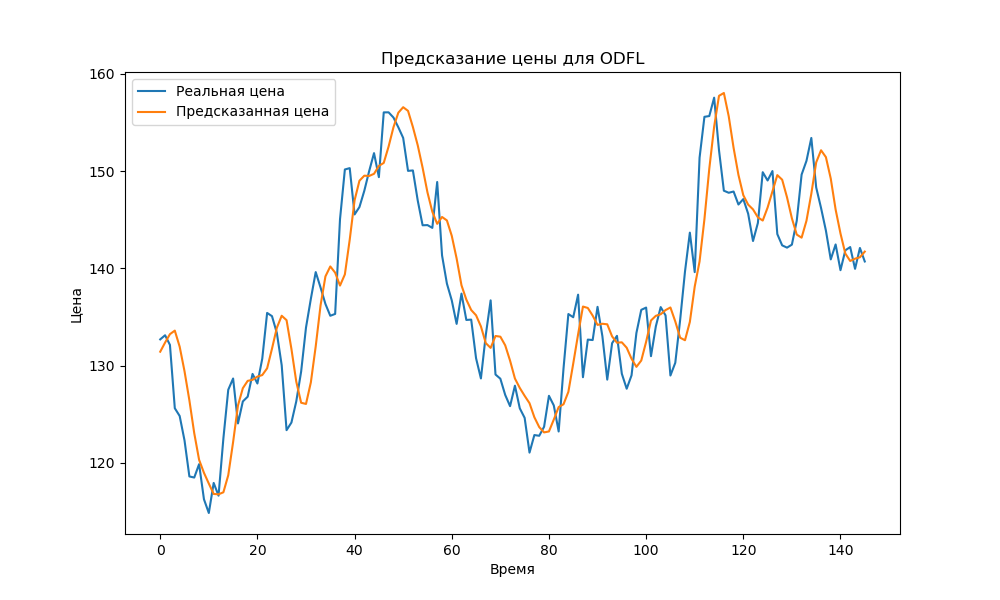 Предсказание цены для ODFL
Реальная цена
Предсказанная цена
Цена
160
150
140
130
120
0 20 40 60 80 100 120 140
Время